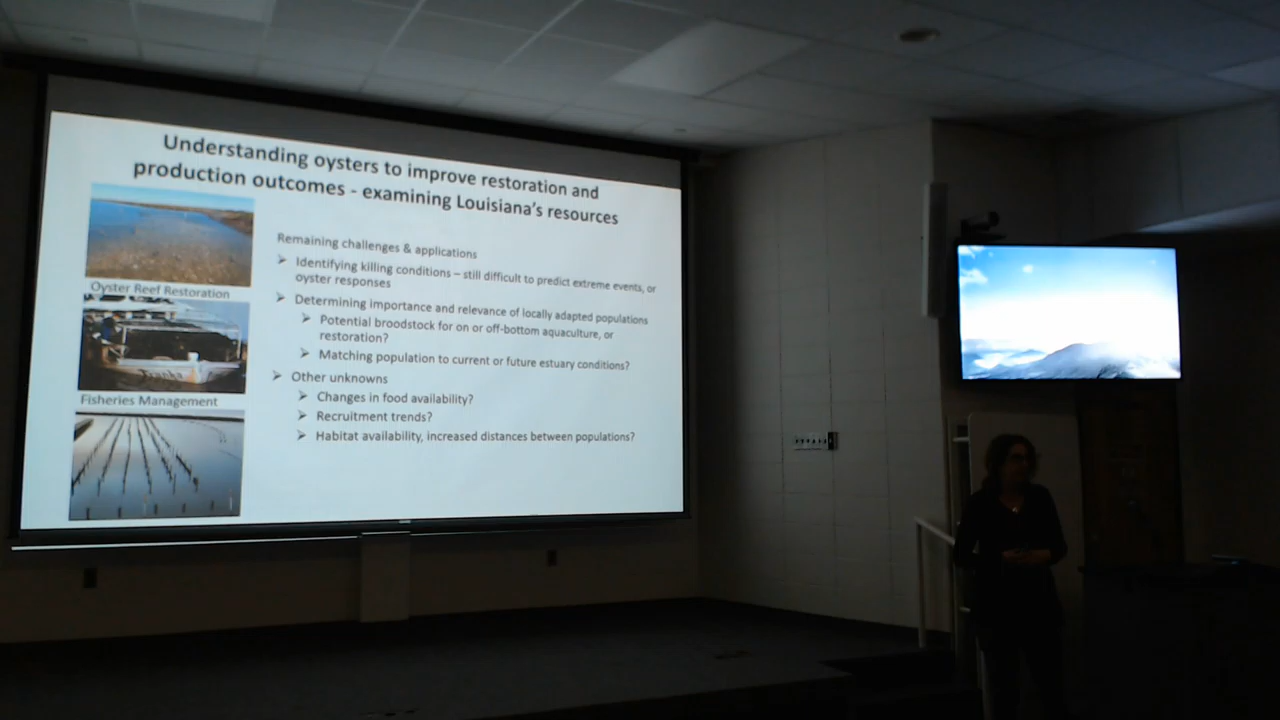 Understanding oysters to improve restoration and
production outcomes - examining Louisiana's resources
Remaining challenges & applications
➢ Identifying killing conditions – still difficult to predict extreme events, or
oyster responses
➢ Determining importance and relevance of locally adapted populations
➢ Potential broodstock for on or off-bottom aquaculture, or
restoration?
➢ Matching population to current or future estuary conditions?
➢ Other unknowns
➢ Changes in food availability?
➢ Recruitment trends?
➢ Habitat availability, increased distances between populations?
Oyster Reef Restoration
Fisheries Management